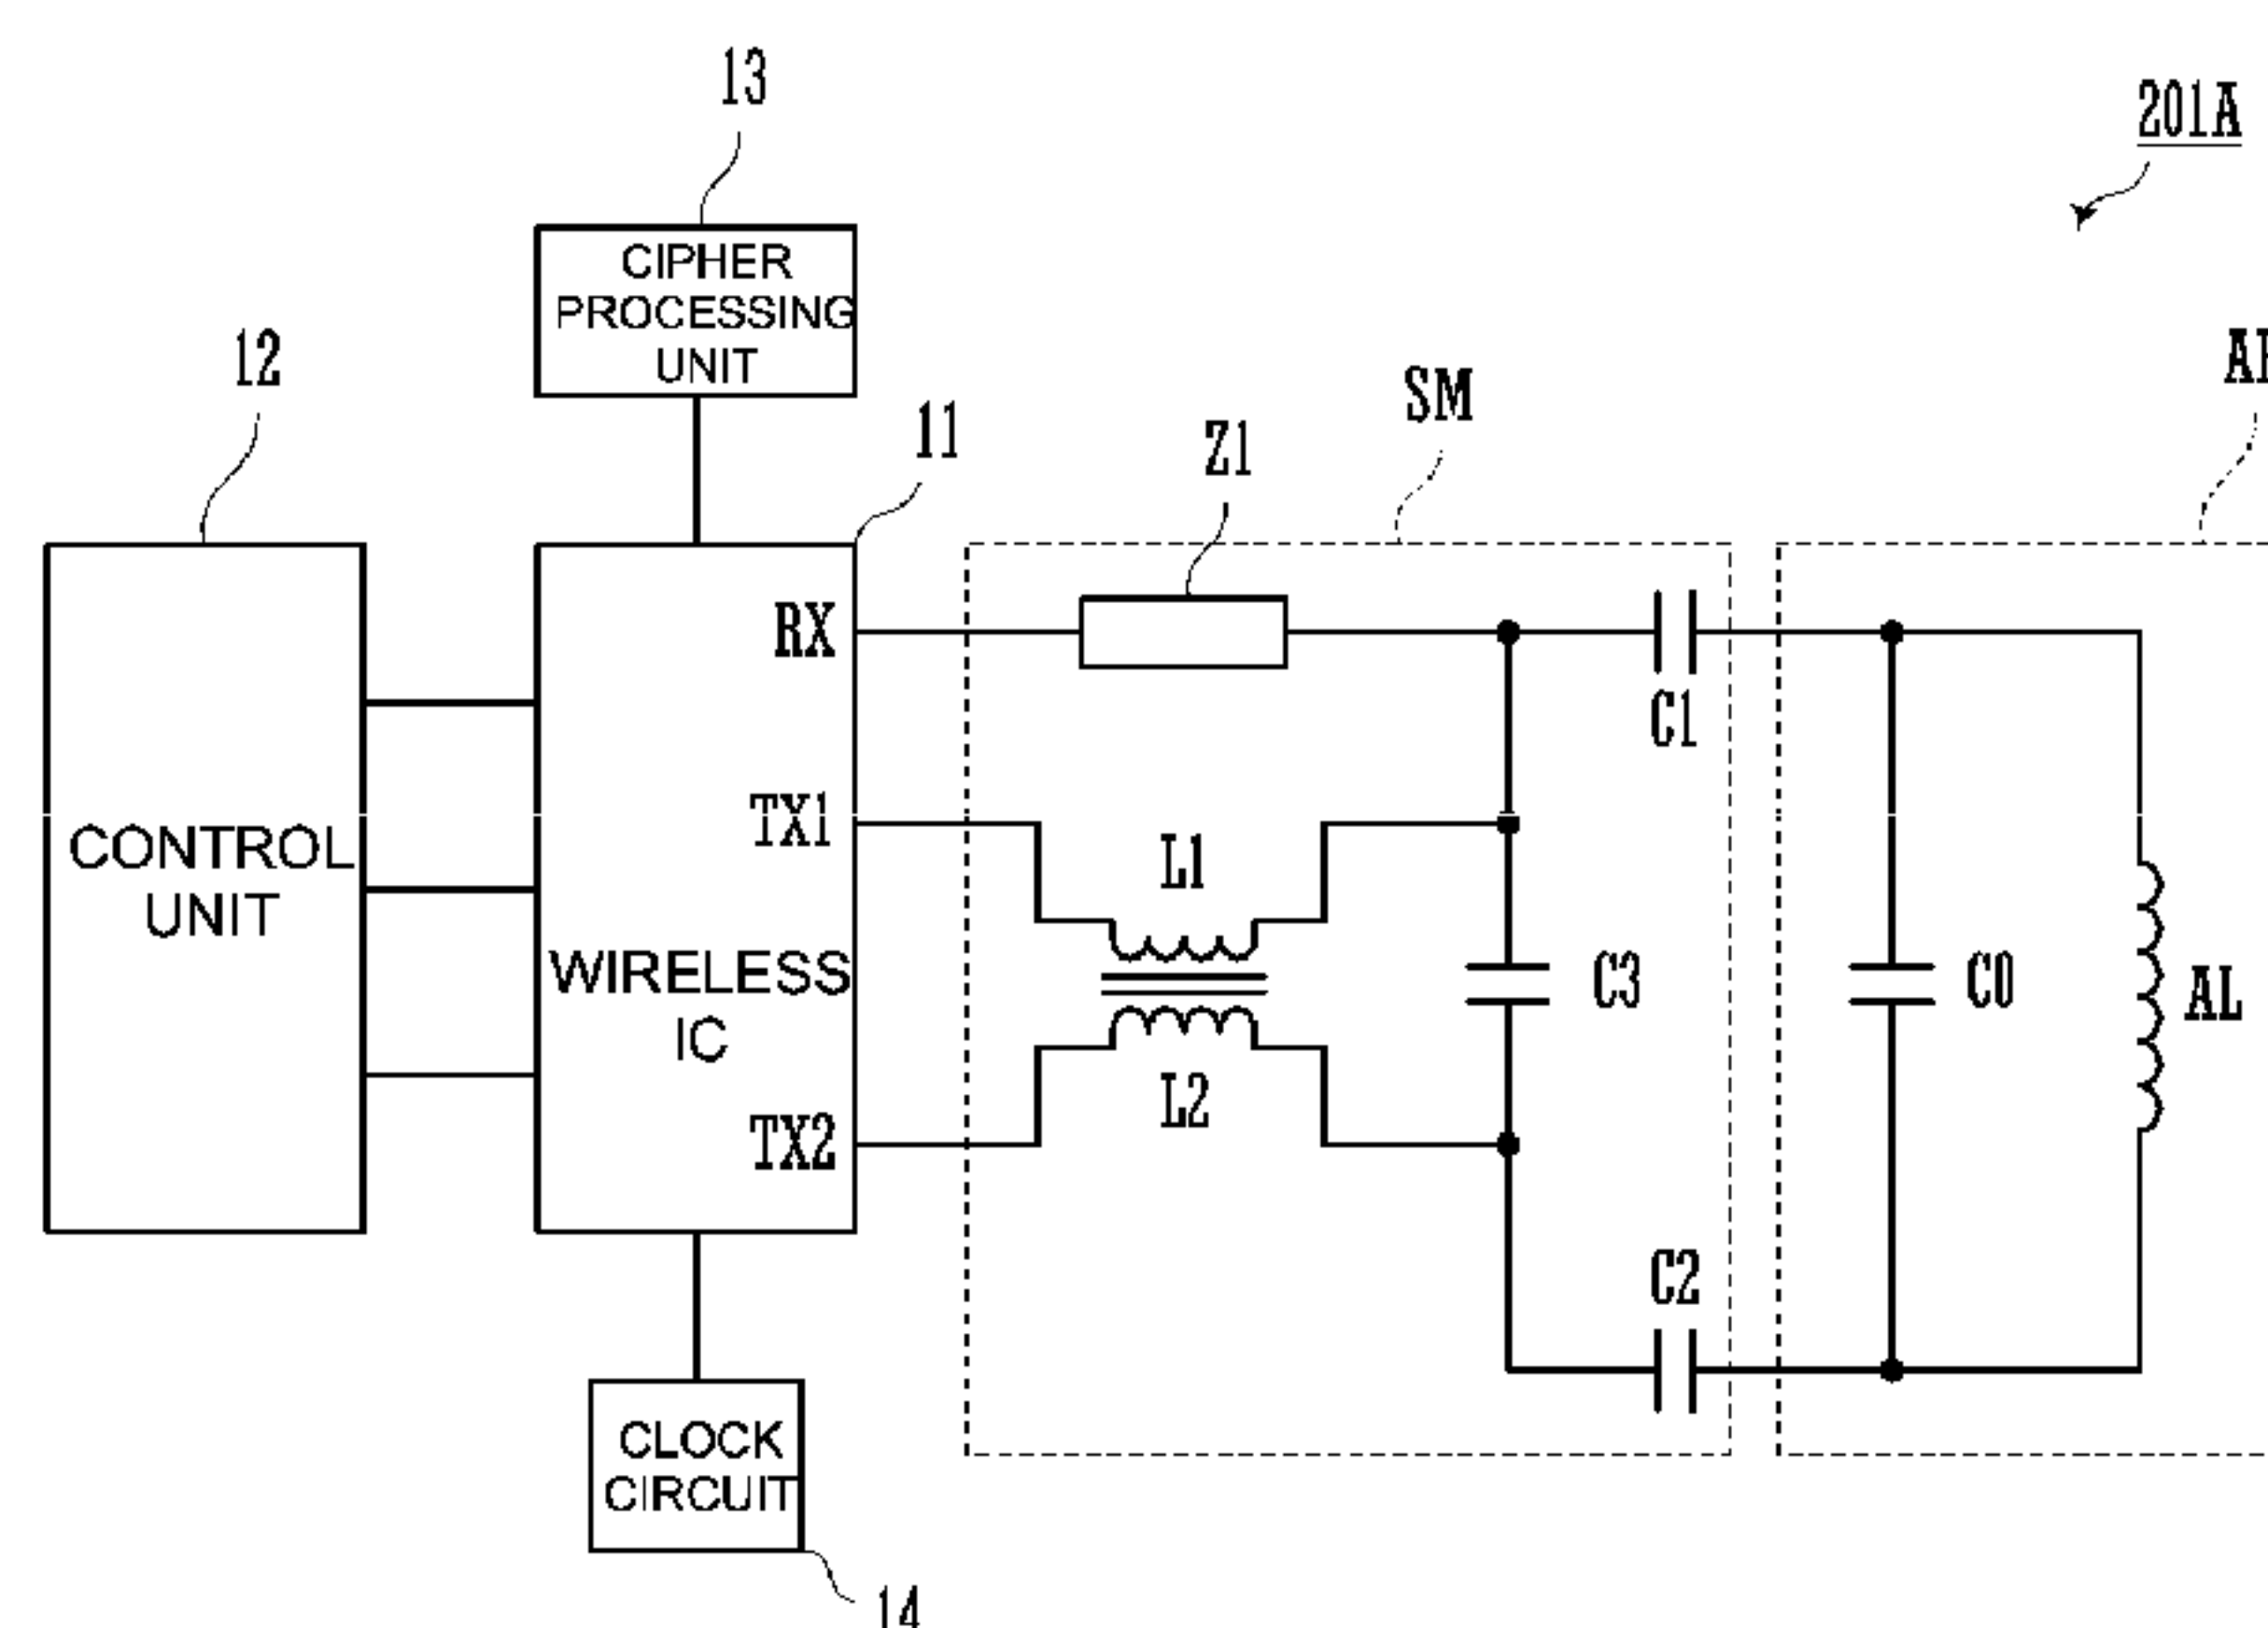 13
201A
CIPHER
PROCESSING
UNIT
12
SM
11
Z1
RX
C1
TX1
CONTROL
UNIT
L1
WIRELESS
IC
C3
C0
AL
L2
TX2
C2
CLOCK
CIRCUIT
14